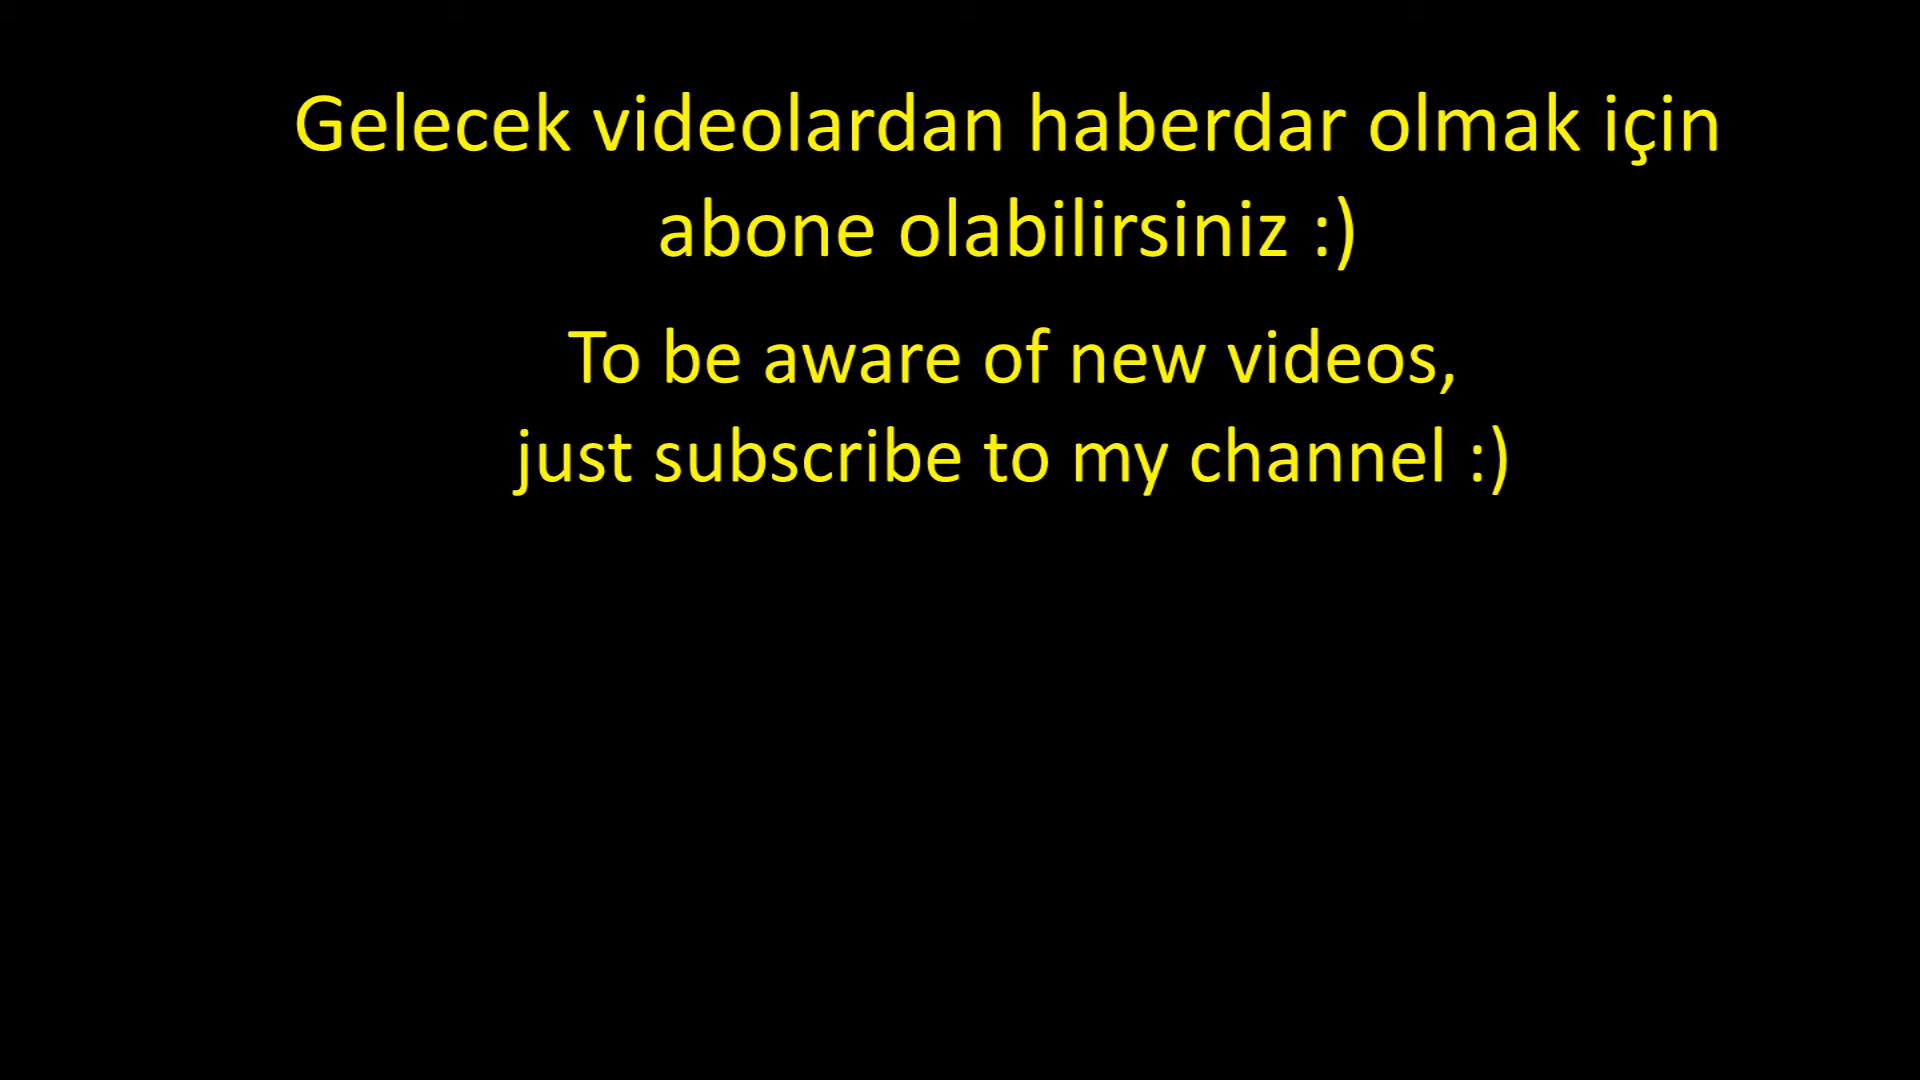 Gelecek videolardan haberdar olmak için
abone olabilirsiniz :)
To be aware of new videos,
just subscribe to my channel :)